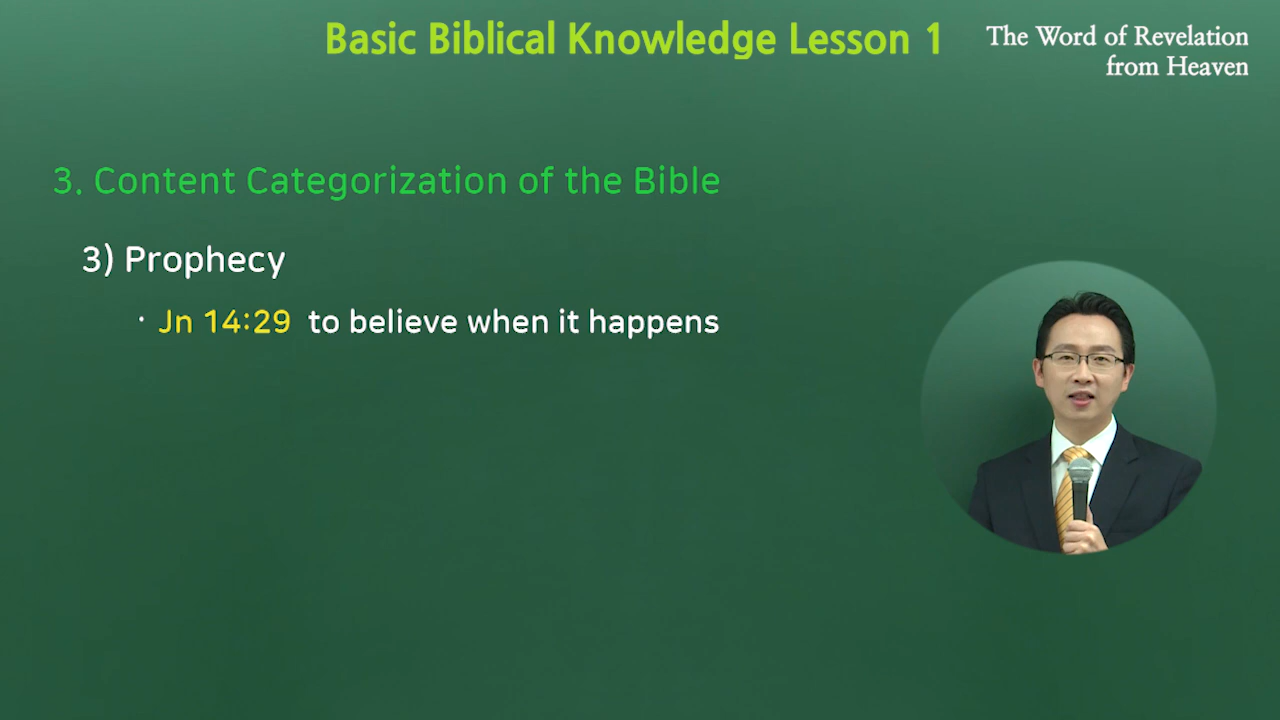 Basic Biblical Knowledge Lesson 1
The Word of Revelation
from Heaven
3. Content Categorization of the Bible
3) Prophecy
· Jn 14:29 to believe when it happens